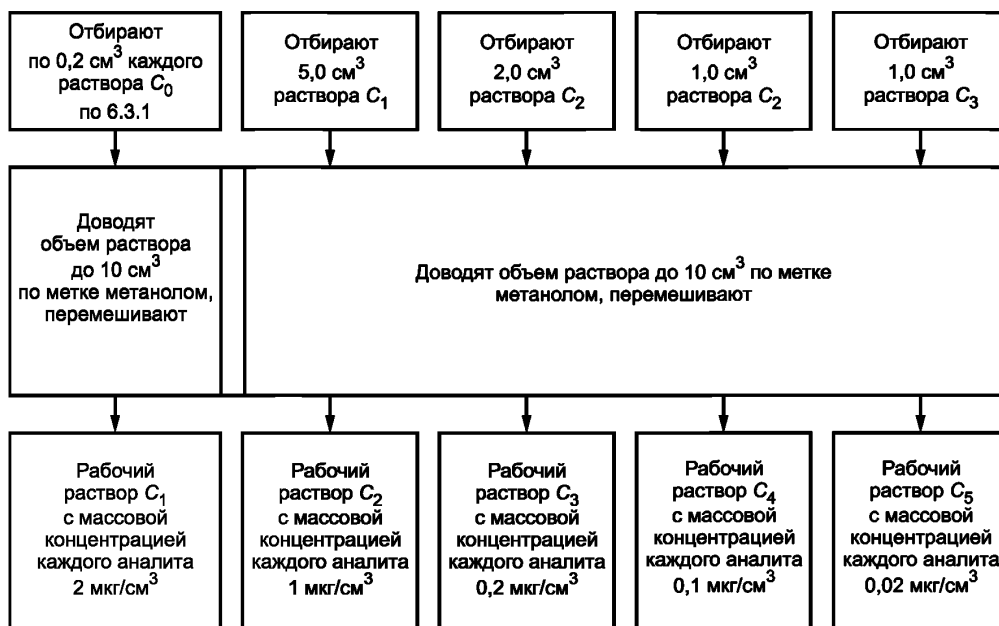 Отбирают
по 0,2 см³ каждого
раствора C₀
по 6.3.1
Отбирают
5,0 см³
раствора C₁
Отбирают
2,0 см³
раствора C₂
Отбирают
1,0 см³
раствора C₂
Отбирают
1,0 см³
раствора C₃
Доводят
объем раствора
до 10 см³
по метке метанолом,
перемешивают
Доводят объем раствора до 10 см³ по метке
метанолом, перемешивают
Рабочий
раствор C₁
с массовой
концентрацией
каждого аналита
2 мкг/см³
Рабочий
раствор C₂
с массовой
концентрацией
каждого аналита
1 мкг/см³
Рабочий
раствор C₃
с массовой
концентрацией
каждого аналита
0,2 мкг/см³
Рабочий
раствор C₄
с массовой
концентрацией
каждого аналита
0,1 мкг/см³
Рабочий
раствор C₅
с массовой
концентрацией
каждого аналита
0,02 мкг/см³